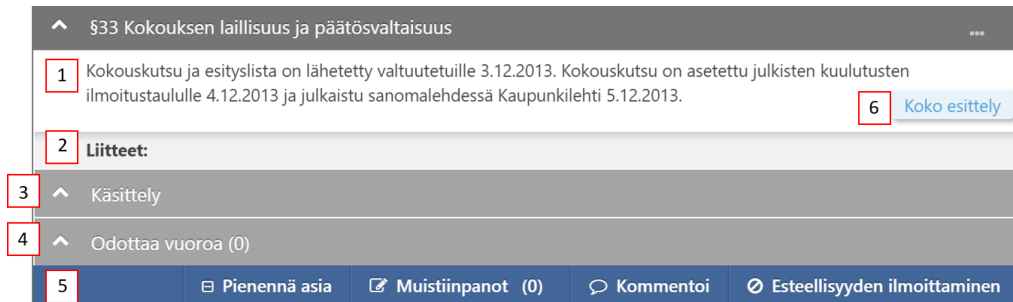 §33 Kokouksen laillisuus ja päätösvaltaisuus ...
1 Kokouskutsu ja esityslista on lähetetty valtuutetuille 3.12.2013. Kokouskutsu on asetettu julkisten kuulutusten
ilmoitustaululle 4.12.2013 ja julkaistu sanomalehdessä Kaupunkilehti 5.12.2013.
6 Koko esittely
2 Liitteet:
3 Käsittely
4 Odottaa vuoroa (0)
5 Pienennä asia Muistiinpanot (0) Kommentoi Esteellisyyden ilmoittaminen